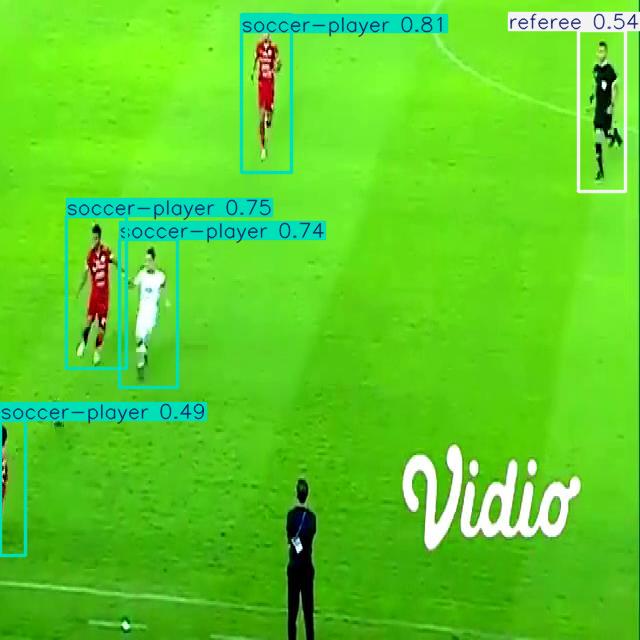 soccer-player 0.81
referee 0.54
soccer-player 0.75
soccer-player 0.74
soccer-player 0.49
Vidio